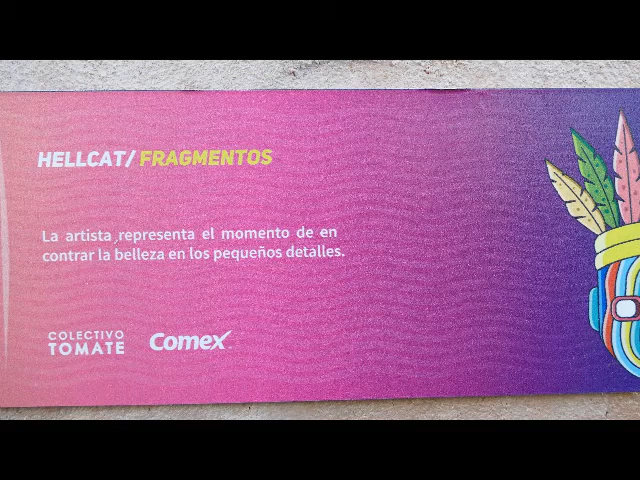 HELLCAT/ FRAGMENTOS
La artista representa el momento de en
contrar la belleza en los pequeños detalles.
COLECTIVO
TOMATE
Comex